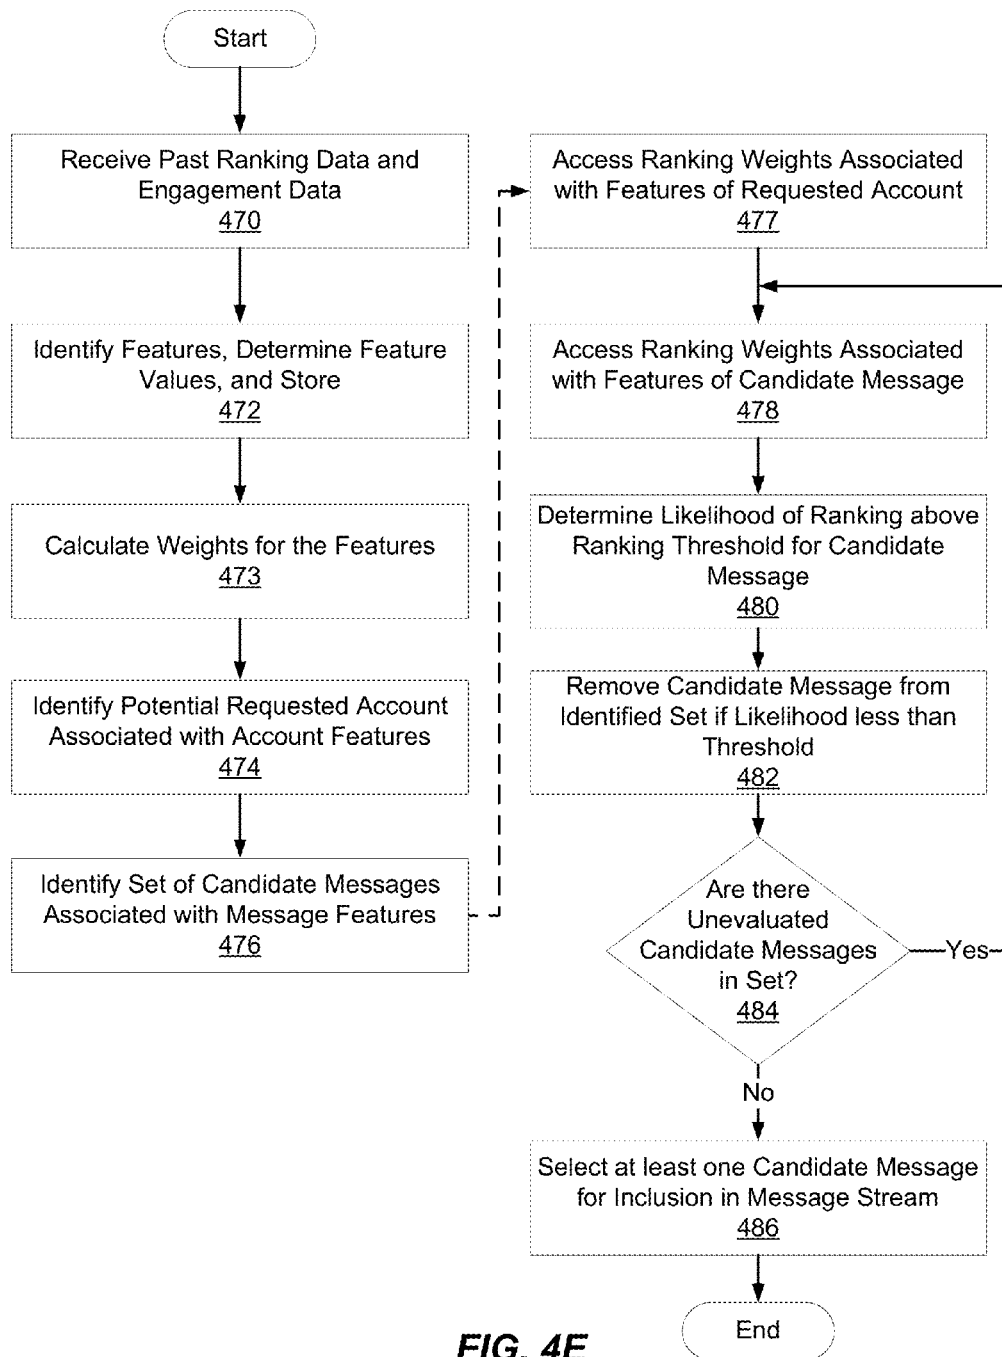 Start
Receive Past Ranking Data and
Engagement Data
470
Identify Features, Determine Feature
Values, and Store
472
Calculate Weights for the Features
473
Identify Potential Requested Account
Associated with Account Features
474
Identify Set of Candidate Messages
Associated with Message Features
476
Access Ranking Weights Associated
with Features of Requested Account
477
Access Ranking Weights Associated
with Features of Candidate Message
478
Determine Likelihood of Ranking above
Ranking Threshold for Candidate
Message
480
Remove Candidate Message from
Identified Set if Likelihood less than
Threshold
482
Are there
Unevaluated
Candidate Messages
in Set?
484
Yes
No
Select at least one Candidate Message
for Inclusion in Message Stream
486
End